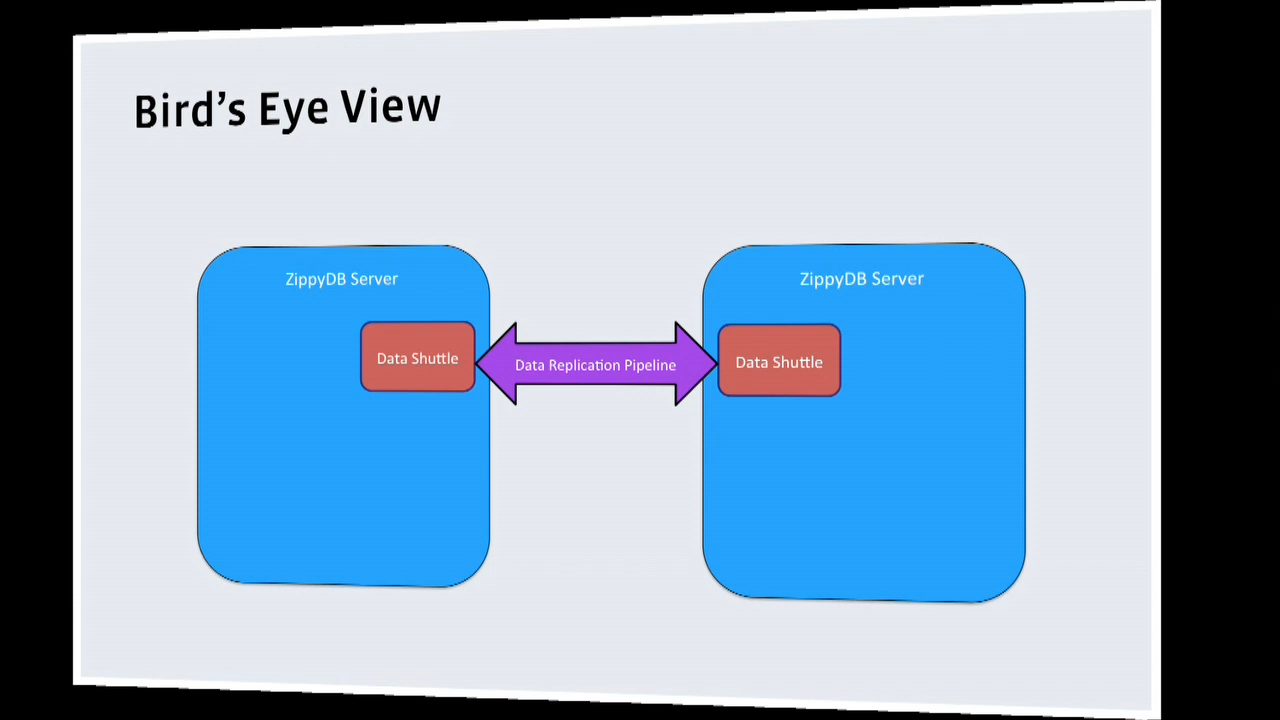 Bird's Eye View
ZippyDB Server
ZippyDB Server
Data Shuttle
Data Replication Pipeline
Data Shuttle